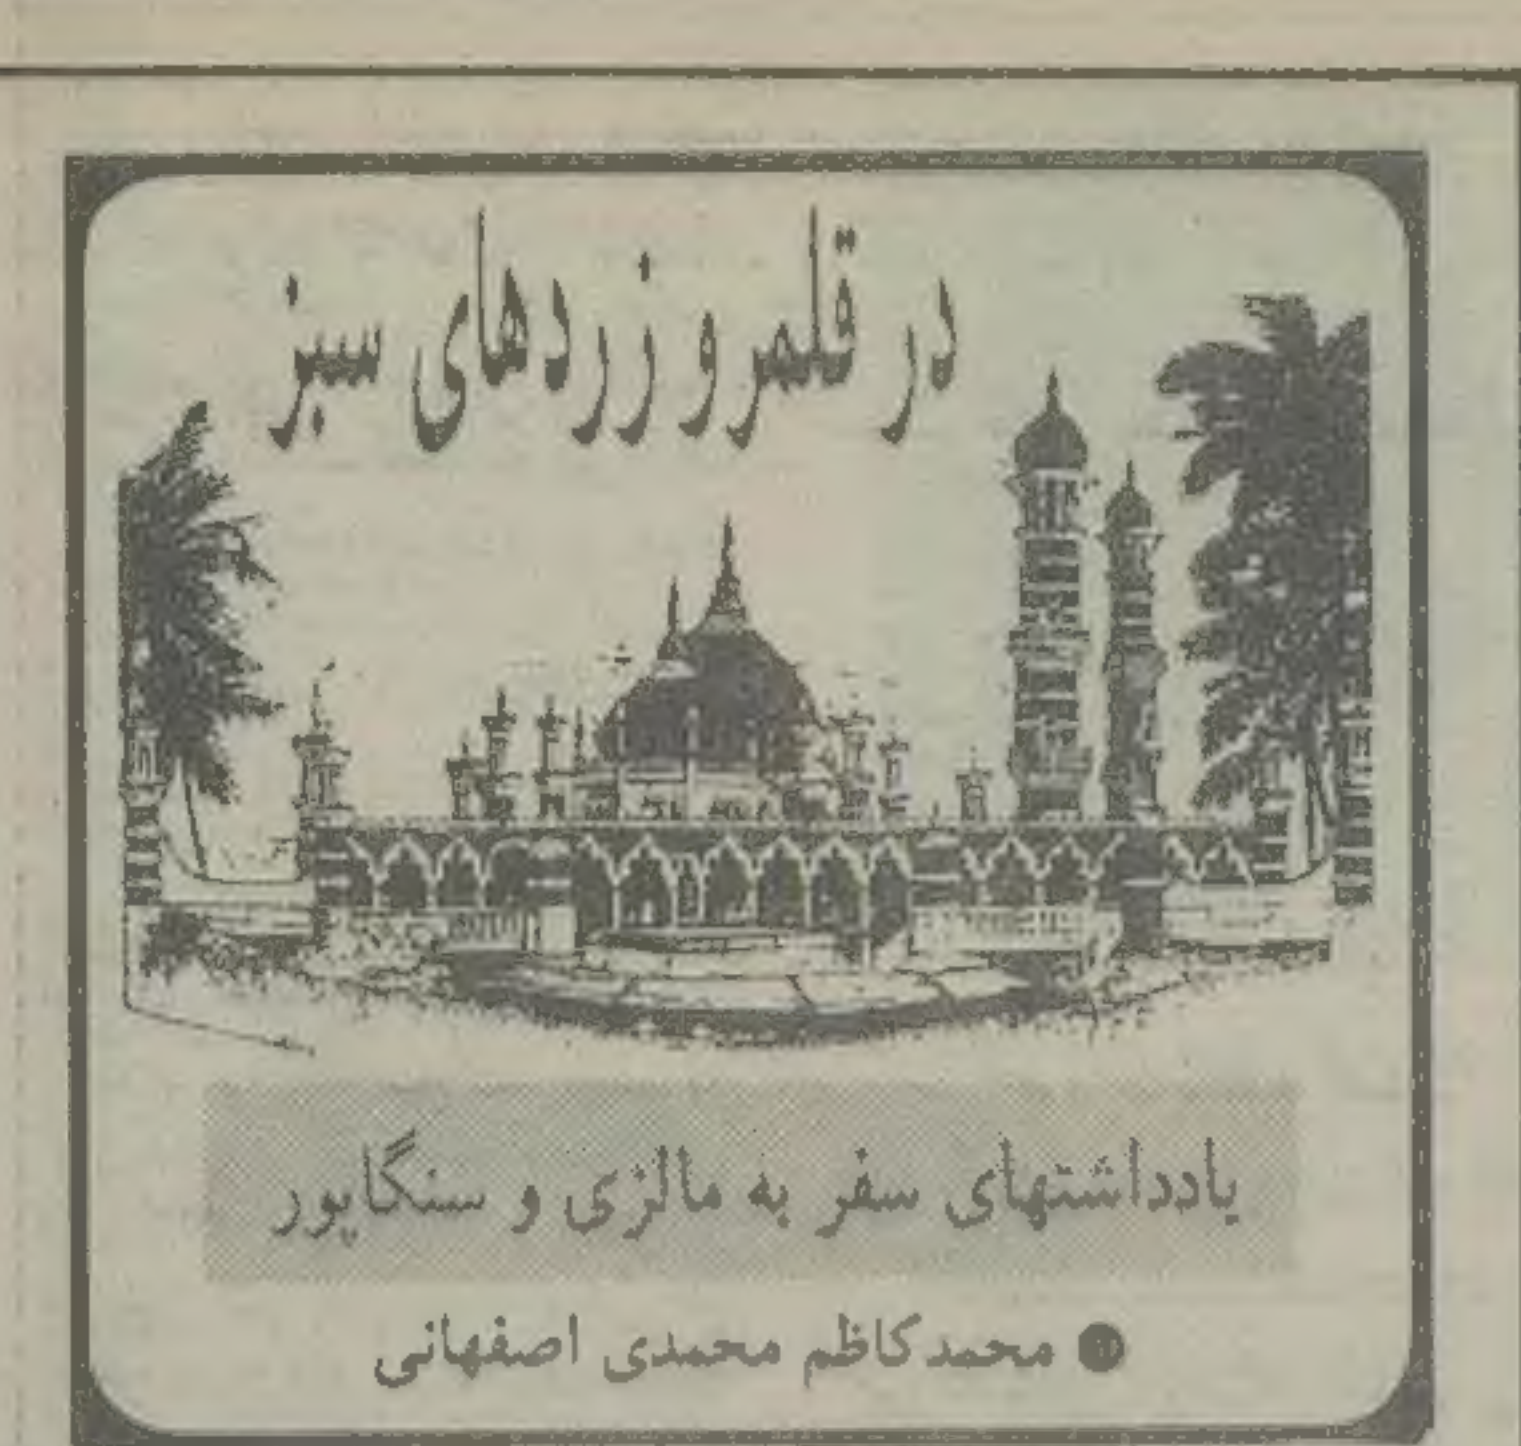 در قلمرو زردهای سبز
یادداشتهای سفر به مالزی و سنگاپور
● محمدکاظم محمدی اصفهانی